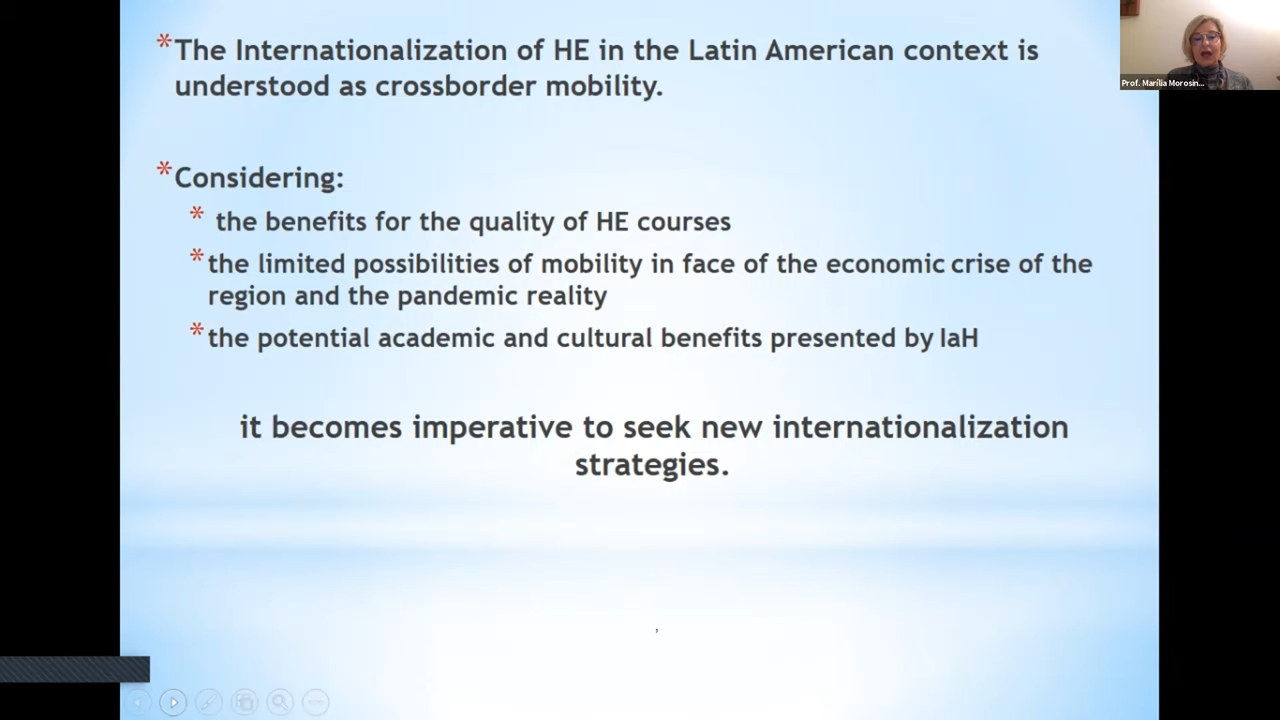 *The Internationalization of HE in the Latin American context is
understood as crossborder mobility.
*Considering:
* the benefits for the quality of HE courses
*the limited possibilities of mobility in face of the economic crise of the
region and the pandemic reality
*the potential academic and cultural benefits presented by IaH
it becomes imperative to seek new internationalization
strategies.
,
Prof. Marília Morosin...